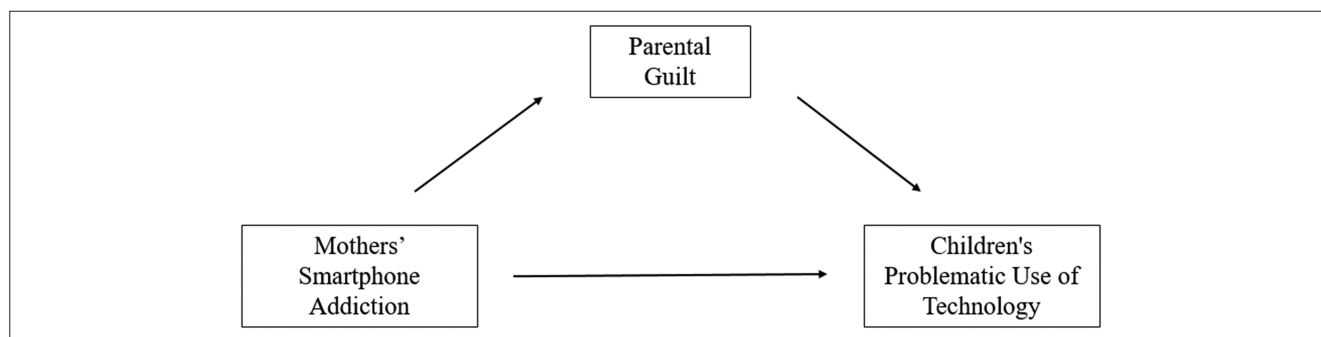 Parental
Guilt
Mothers’
Smartphone
Addiction
Children's
Problematic Use of
Technology